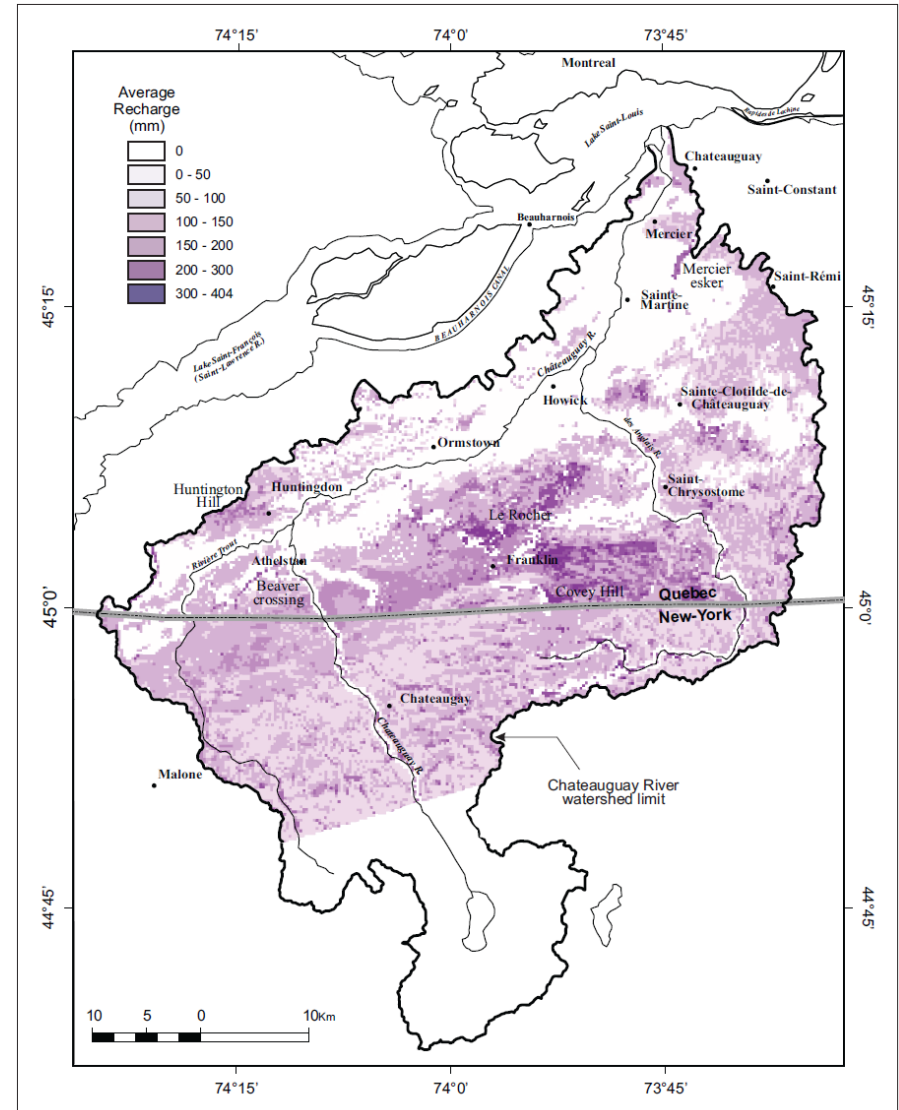 74°15'
74°0'
73°45'
Montreal
Average
Recharge
(mm)
0
0 - 50
50 - 100
100 - 150
150 - 200
200 - 300
300 - 404
Lake Saint-Louis
Rapides de Lachine
Chateauguay
Saint-Constant
Beauharnois
Mercier
Mercier
esker
Saint-Rémi
BEAUHARNOIS CANAL
Sainte-
Martine
45°15'
45°15'
Lake Saint-François
(Saint-Lawrence R.)
Châteauguay R.
Howick
Sainte-Clotilde-de-
Châteauguay
des Anglais R.
Ormstown
Huntington
Hill
Huntingdon
Saint-
Chrysostome
Le Rocher
Rivière Trout
Athelstan
Franklin
Beaver
crossing
Covey Hill
Quebec
New-York
45°0'
45°0'
Chateaugay
Chateauguay R.
Malone
Chateauguay River
watershed limit
44°45'
44°45'
10 5 0 10Km
74°15'
74°0'
73°45'